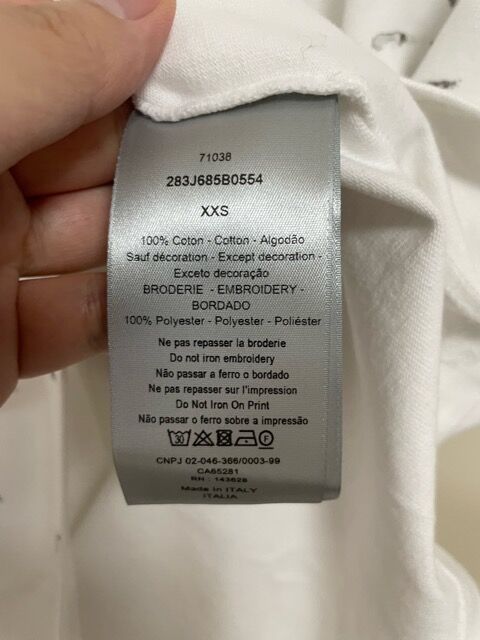 71038
283J685B0554
XXS
100% Coton - Cotton - Algodão
Sauf décoration - Except decoration -
Exceto decoração
BRODERIE - EMBROIDERY -
BORDADO
100% Polyester - Polyester - Poliéster
Ne pas repasser la broderie
Do not iron embroidery
Não passar a ferro o bordado
Ne pas repasser sur l'impression
Do Not Iron On Print
Não passar o ferro sobre a impressão
30
CNPJ 02-046-366/0003-99
CA65281
RN : 143828
Made in ITALY
ITALIA